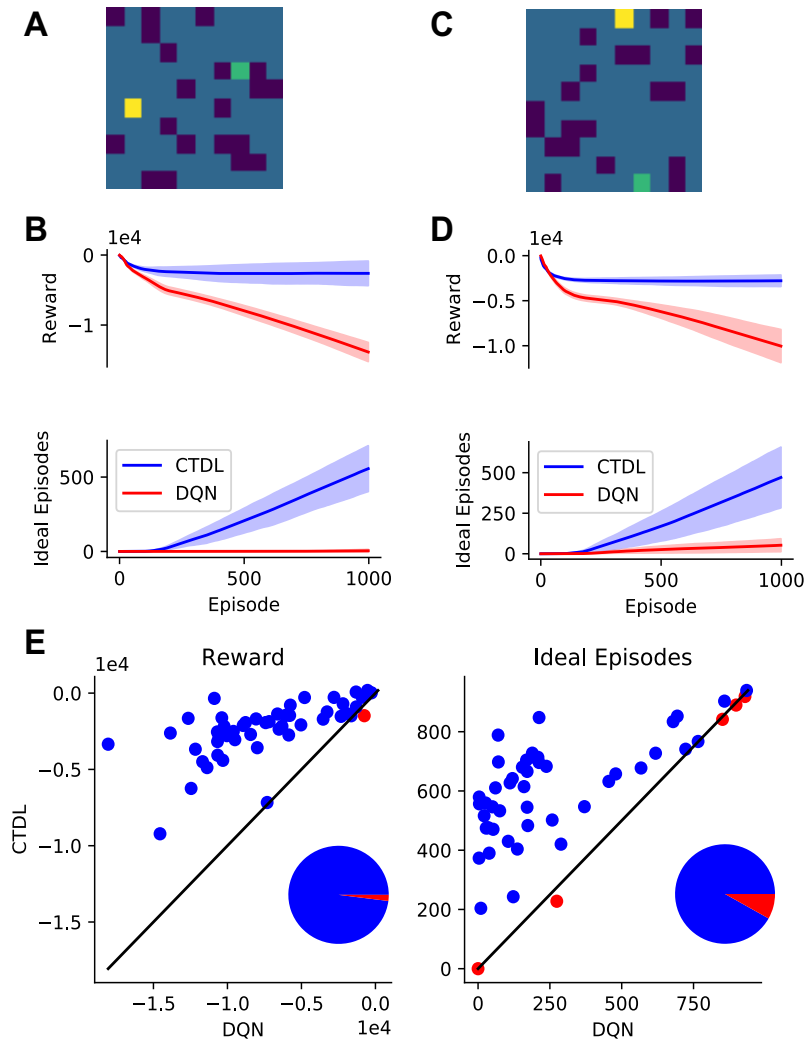 A
C
B
1e4
0
−1
Reward
D
1e4
0.0
−0.5
−1.0
Reward
500
0
Ideal Episodes
CTDL
DQN
0
500
1000
Episode
500
250
0
Ideal Episodes
CTDL
DQN
0
500
1000
Episode
E
Reward
1e4
0.0
−0.5
−1.0
−1.5
CTDL
−1.5
−1.0
−0.5
0.0
1e4
DQN
Ideal Episodes
800
600
400
200
0
0
250
500
750
DQN